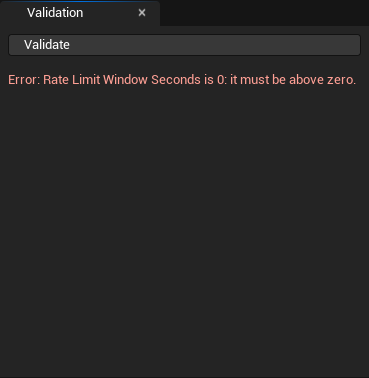 Validation
Validate
Error: Rate Limit Window Seconds is 0: it must be above zero.